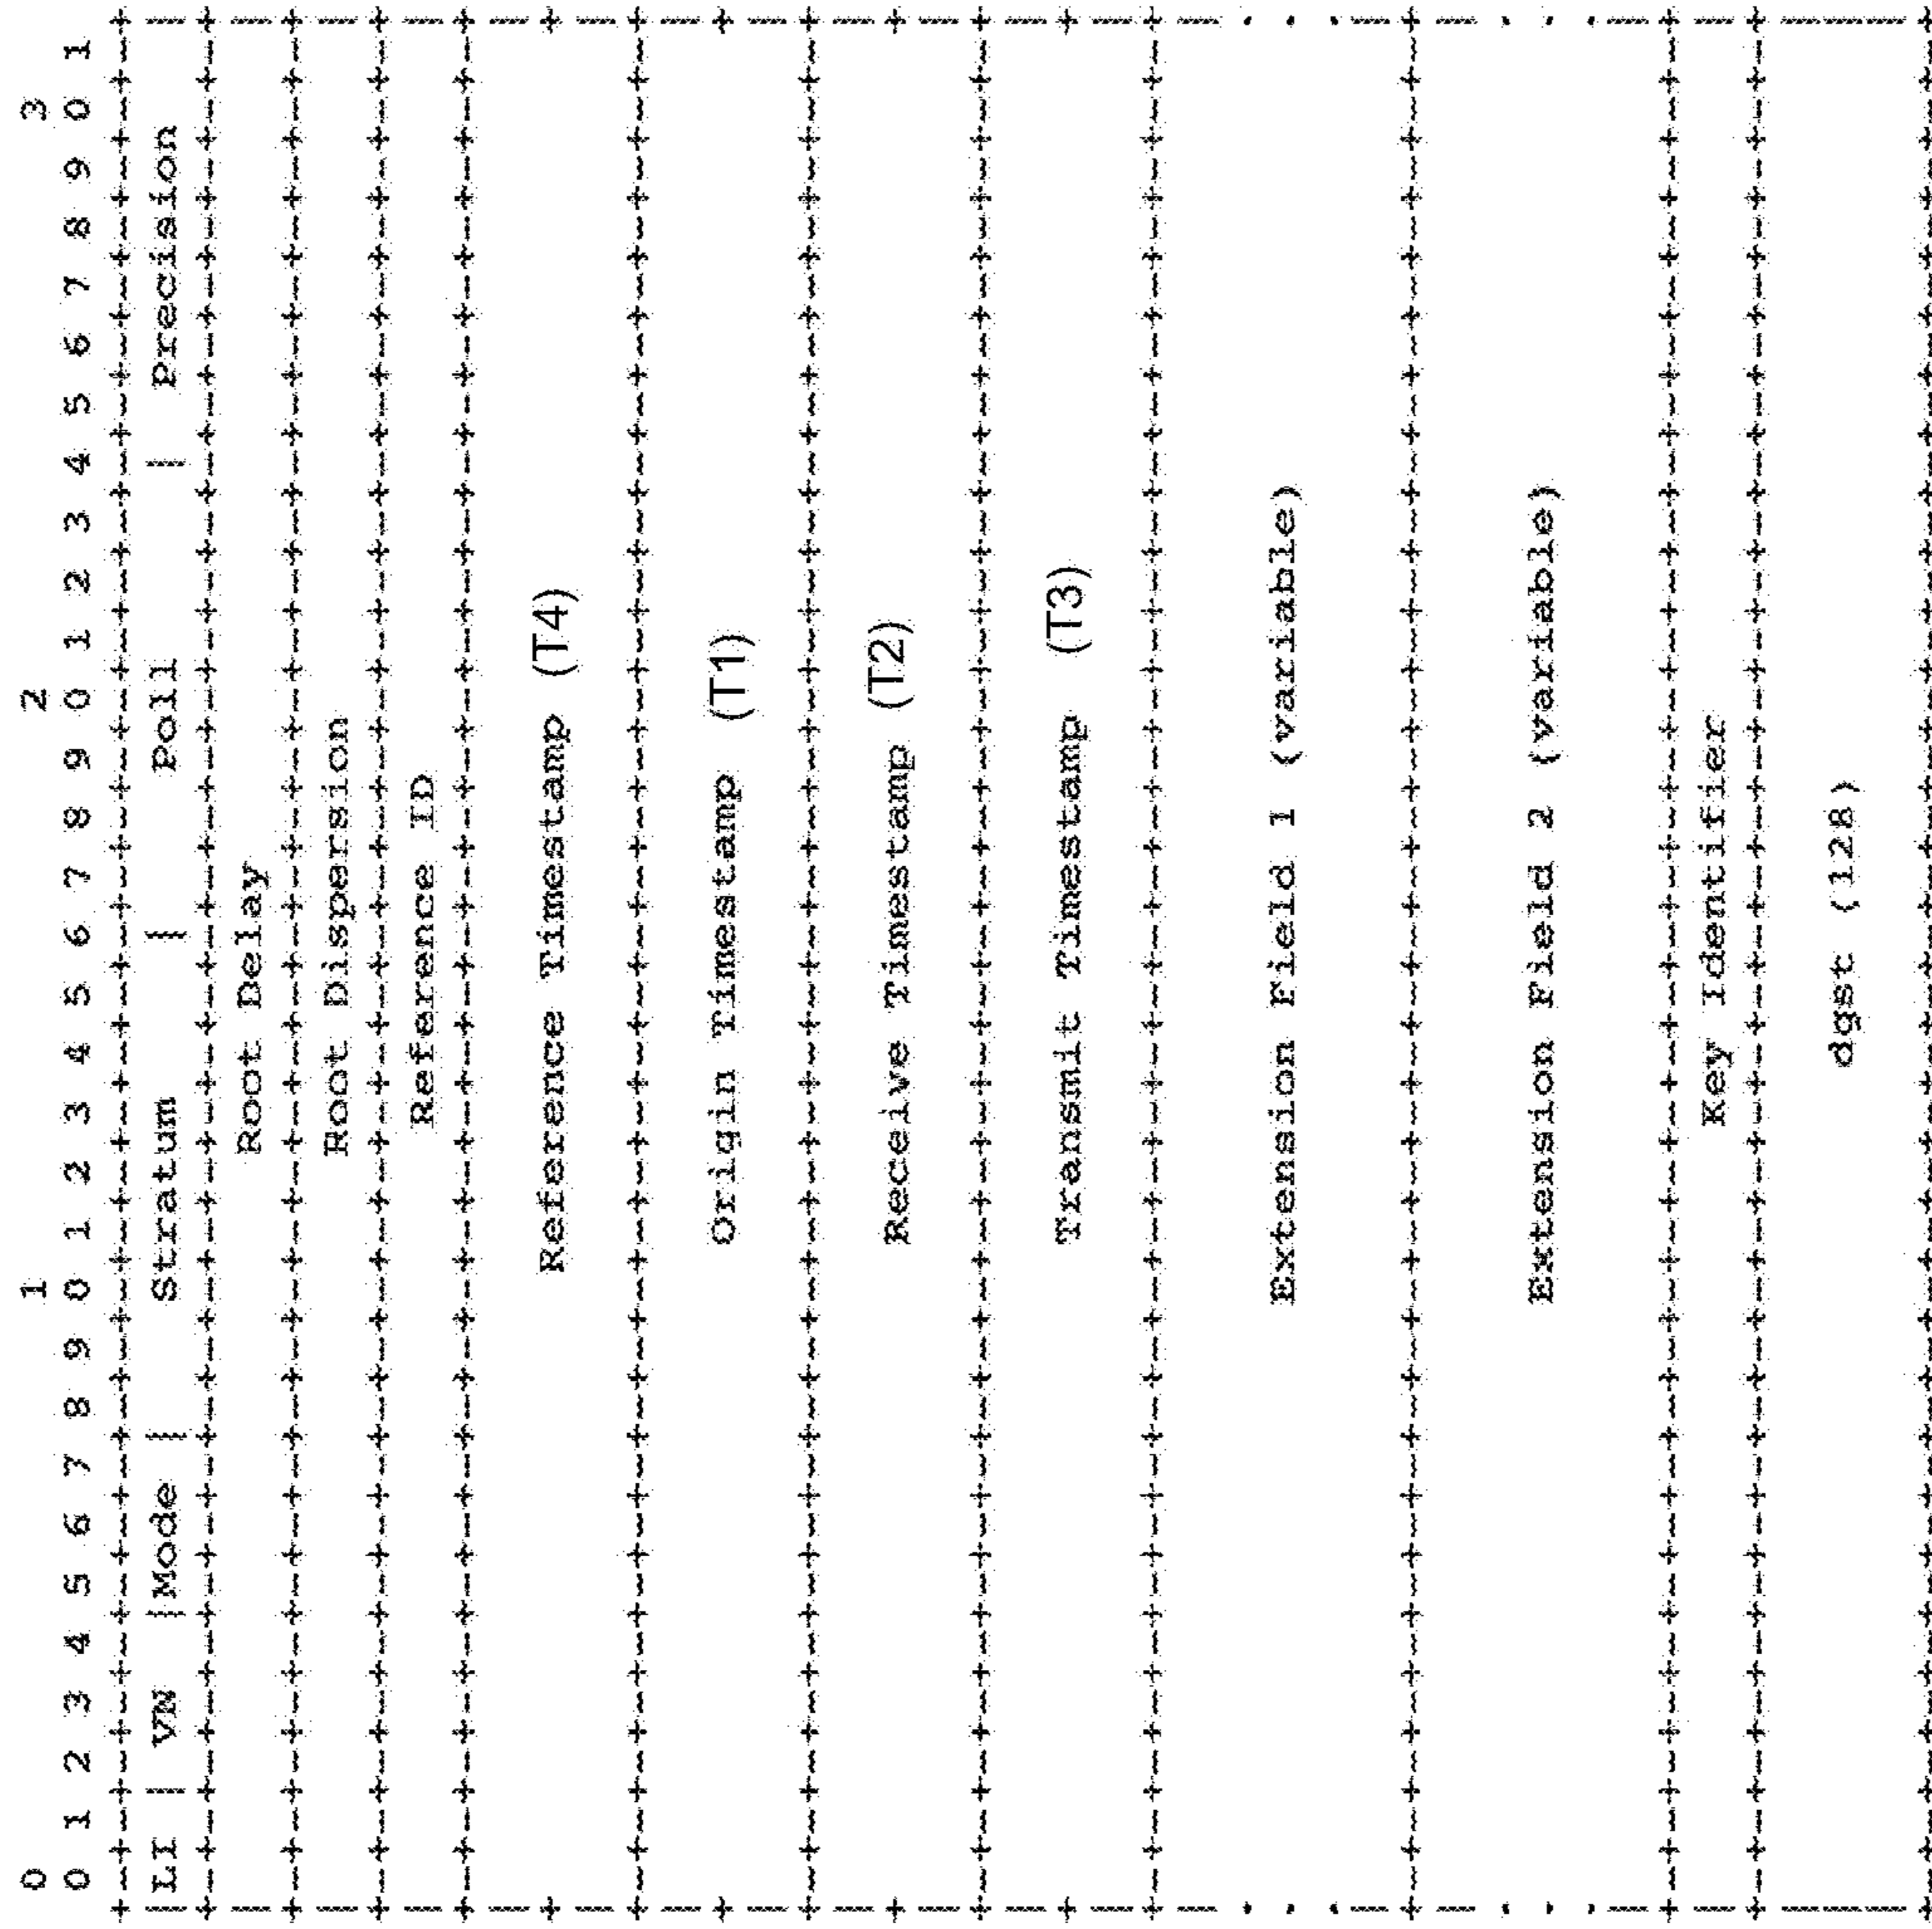 0 1 2 3
0 1 2 3 4 5 6 7 8 9 0 1 2 3 4 5 6 7 8 9 0 1 2 3 4 5 6 7 8 9 0 1
+-+-+-+-+-+-+-+-+-+-+-+-+-+-+-+-+-+-+-+-+-+-+-+-+-+-+-+-+-+-+-+-+
|LI | VN |Mode | Stratum | Poll | Precision |
+-+-+-+-+-+-+-+-+-+-+-+-+-+-+-+-+-+-+-+-+-+-+-+-+-+-+-+-+-+-+-+-+
| Root Delay |
+-+-+-+-+-+-+-+-+-+-+-+-+-+-+-+-+-+-+-+-+-+-+-+-+-+-+-+-+-+-+-+-+
| Root Dispersion |
+-+-+-+-+-+-+-+-+-+-+-+-+-+-+-+-+-+-+-+-+-+-+-+-+-+-+-+-+-+-+-+-+
| Reference ID |
+-+-+-+-+-+-+-+-+-+-+-+-+-+-+-+-+-+-+-+-+-+-+-+-+-+-+-+-+-+-+-+-+
+ Reference Timestamp (T4) +
+-+-+-+-+-+-+-+-+-+-+-+-+-+-+-+-+-+-+-+-+-+-+-+-+-+-+-+-+-+-+-+-+
+ Origin Timestamp (T1) +
+-+-+-+-+-+-+-+-+-+-+-+-+-+-+-+-+-+-+-+-+-+-+-+-+-+-+-+-+-+-+-+-+
+ Receive Timestamp (T2) +
+-+-+-+-+-+-+-+-+-+-+-+-+-+-+-+-+-+-+-+-+-+-+-+-+-+-+-+-+-+-+-+-+
+ Transmit Timestamp (T3) +
+-+-+-+-+-+-+-+-+-+-+-+-+-+-+-+-+-+-+-+-+-+-+-+-+-+-+-+-+-+-+-+-+
. Extension Field 1 (variable) .
+-+-+-+-+-+-+-+-+-+-+-+-+-+-+-+-+-+-+-+-+-+-+-+-+-+-+-+-+-+-+-+-+
. Extension Field 2 (variable) .
+-+-+-+-+-+-+-+-+-+-+-+-+-+-+-+-+-+-+-+-+-+-+-+-+-+-+-+-+-+-+-+-+
| Key Identifier |
+-+-+-+-+-+-+-+-+-+-+-+-+-+-+-+-+-+-+-+-+-+-+-+-+-+-+-+-+-+-+-+-+
| dgst (128) |
+-+-+-+-+-+-+-+-+-+-+-+-+-+-+-+-+-+-+-+-+-+-+-+-+-+-+-+-+-+-+-+-+